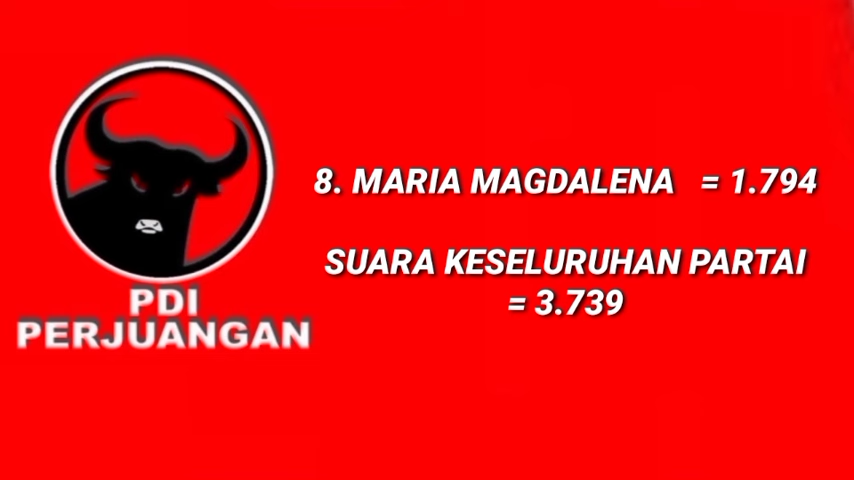 PDI
PERJUANGAN
8. MARIA MAGDALENA = 1.794
SUARA KESELURUHAN PARTAI
= 3.739